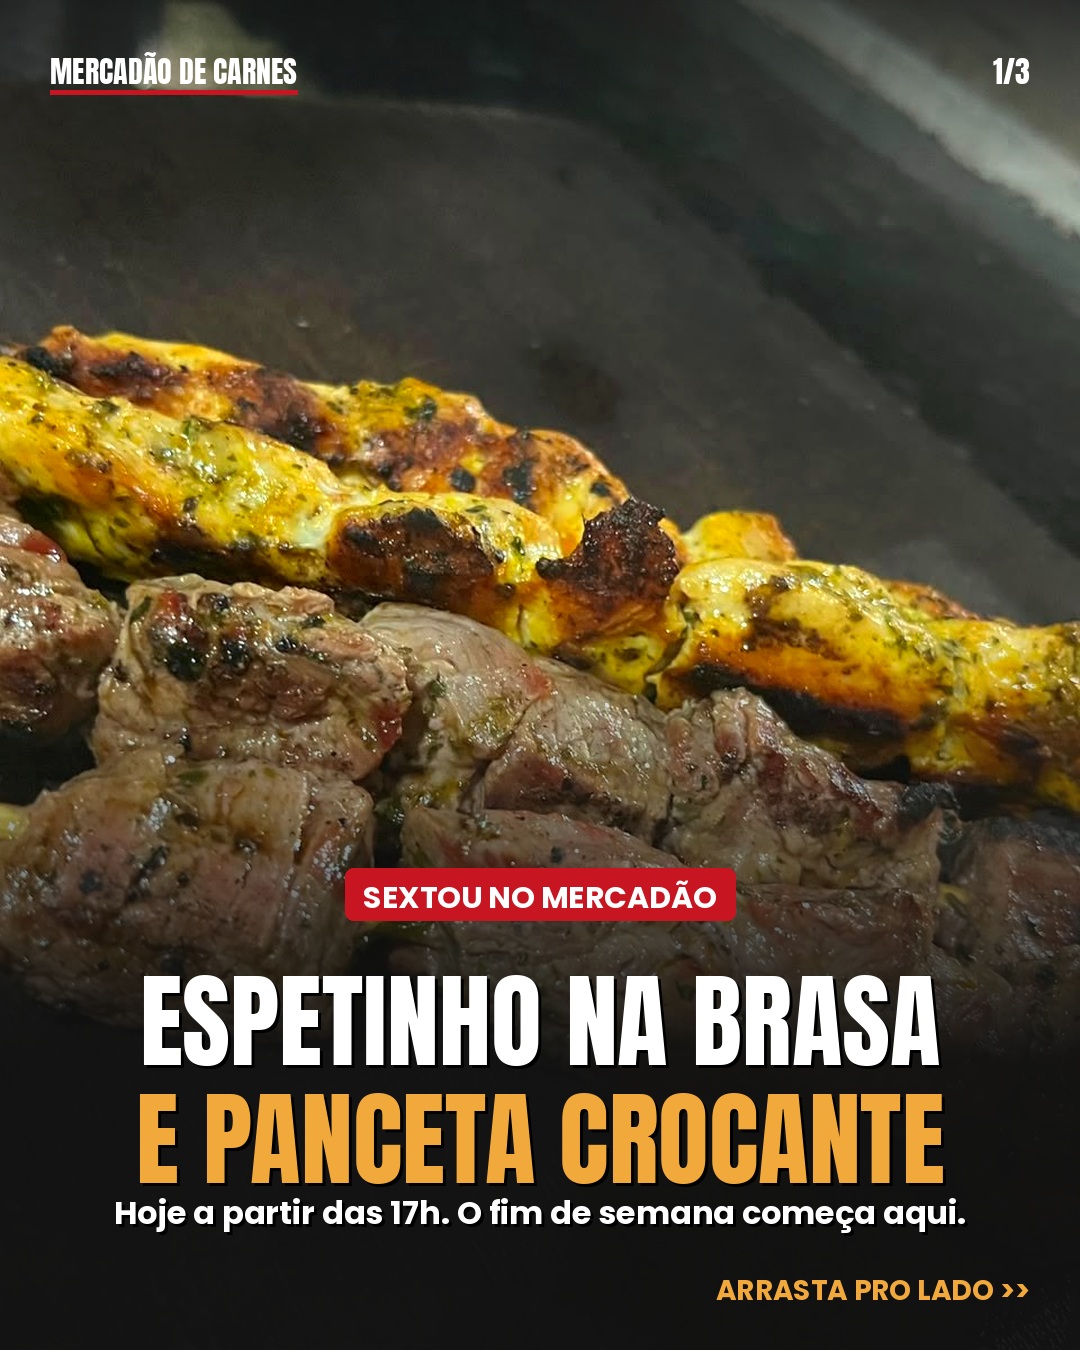 MERCADÃO DE CARNES
1/3
SEXTOU NO MERCADÃO
ESPETINHO NA BRASA
E PANCETA CROCANTE
Hoje a partir das 17h. O fim de semana começa aqui.
ARRASTA PRO LADO >>